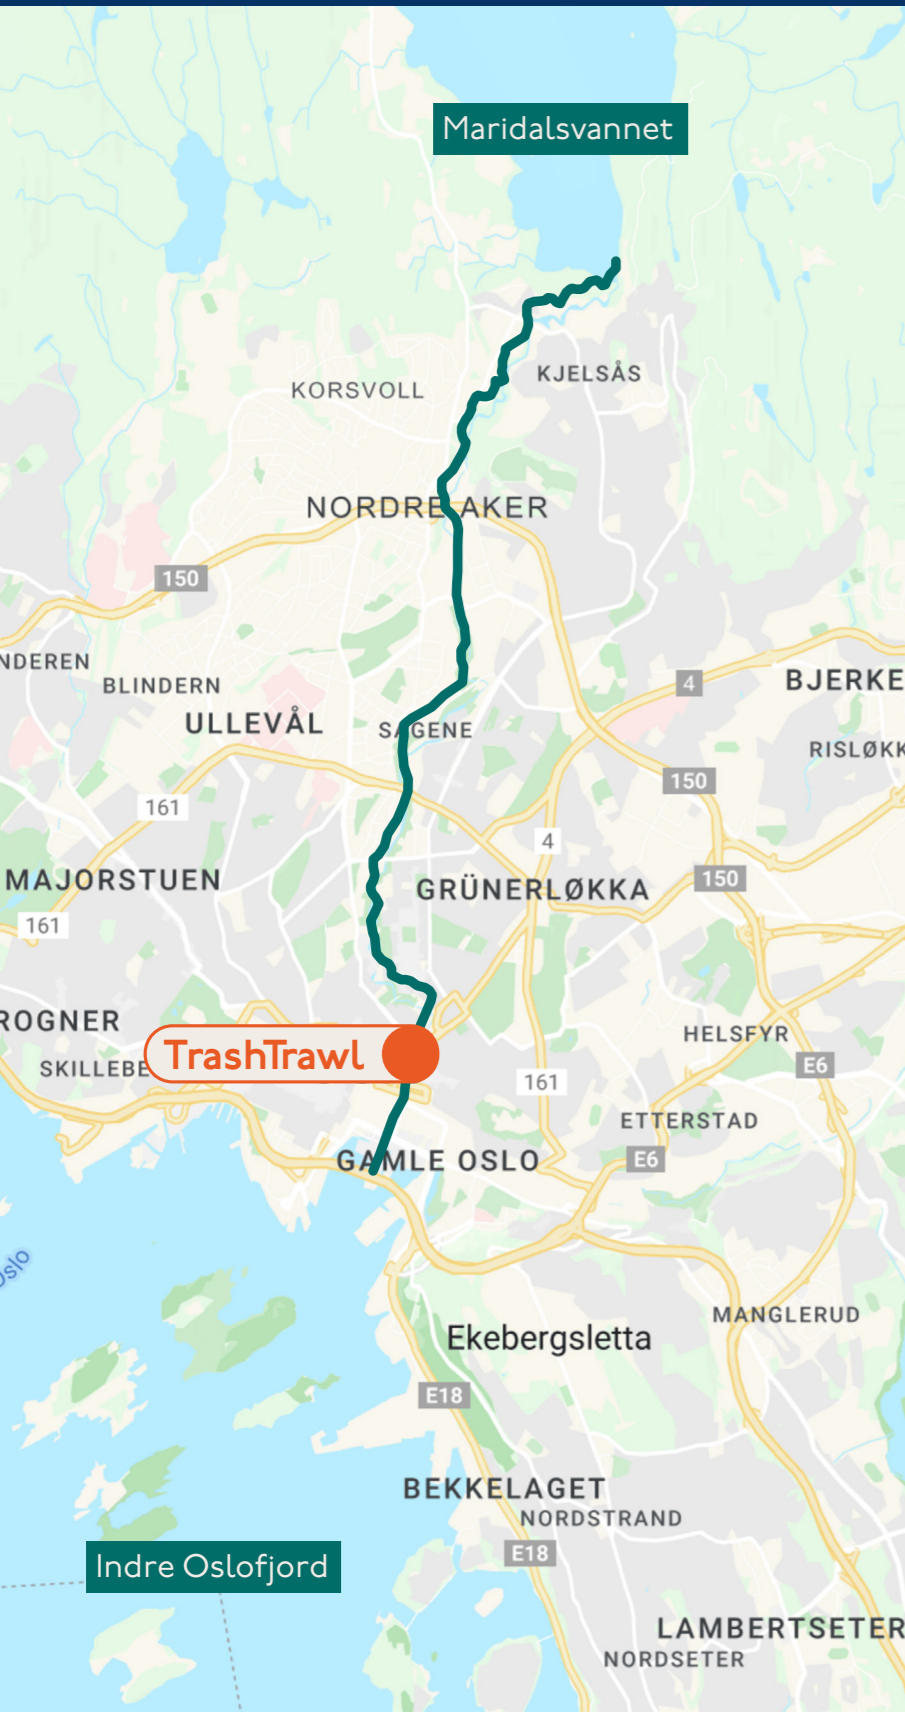 Maridalsvannet
KJELSÅS
KORSVOLL
NORDRE AKER
150
NDEREN
BLINDERN
4
BJERKE
ULLEVÅL
SAGENE
RISLØKK
150
161
4
MAJORSTUEN
GRÜNERLØKKA
150
161
ROGNER
HELSFYR
TrashTrawl
SKILLEBE
E6
161
ETTERSTAD
GAMLE OSLO
E6
Oslo
MANGLERUD
Ekebergsletta
E18
BEKKELAGET
NORDSTRAND
E18
Indre Oslofjord
LAMBERTSETER
NORDSETER